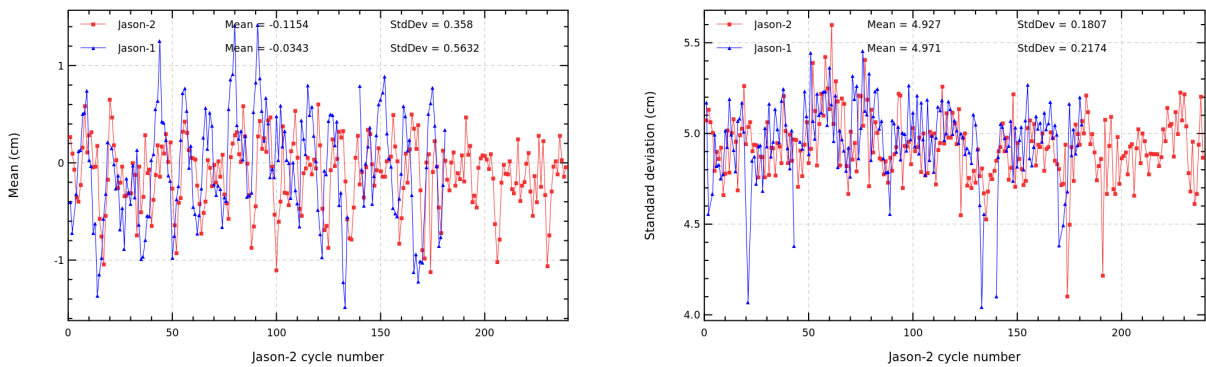 Jason-2 Mean = -0.1154 StdDev = 0.358
Jason-1 Mean = -0.0343 StdDev = 0.5632
1
0
-1
Mean (cm)
0 50 100 150 200
Jason-2 cycle number
Jason-2 Mean = 4.927 StdDev = 0.1807
Jason-1 Mean = 4.971 StdDev = 0.2174
5.5
5.0
4.5
4.0
Standard deviation (cm)
0 50 100 150 200
Jason-2 cycle number